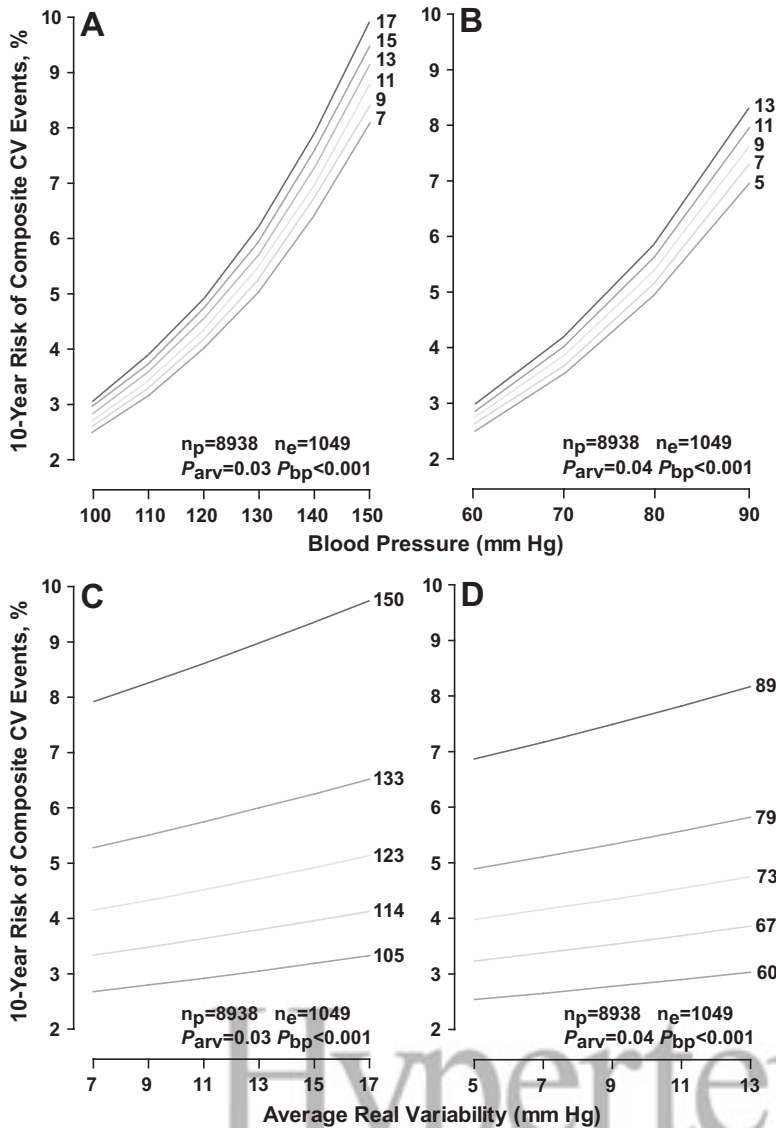 10-Year Risk of Composite CV Events, %
A
10
9
8
7
6
5
4
3
2
17
15
13
11
9
7
np=8938 ne=1049
Parv=0.03 Pbp<0.001
100 110 120 130 140 150
B
10
9
8
7
6
5
4
3
2
13
11
9
7
5
np=8938 ne=1049
Parv=0.04 Pbp<0.001
60 70 80 90
Blood Pressure (mm Hg)
10-Year Risk of Composite CV Events, %
C
10
9
8
7
6
5
4
3
2
150
133
123
114
105
np=8938 ne=1049
Parv=0.03 Pbp<0.001
7 9 11 13 15 17
D
10
9
8
7
6
5
4
3
2
89
79
73
67
60
np=8938 ne=1049
Parv=0.04 Pbp<0.001
5 7 9 11 13
Average Real Variability (mm Hg)
Hyperte